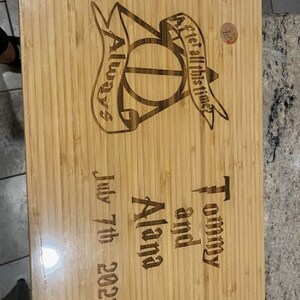 After all this time?
Always
Tommy
and
Alana
July 7th